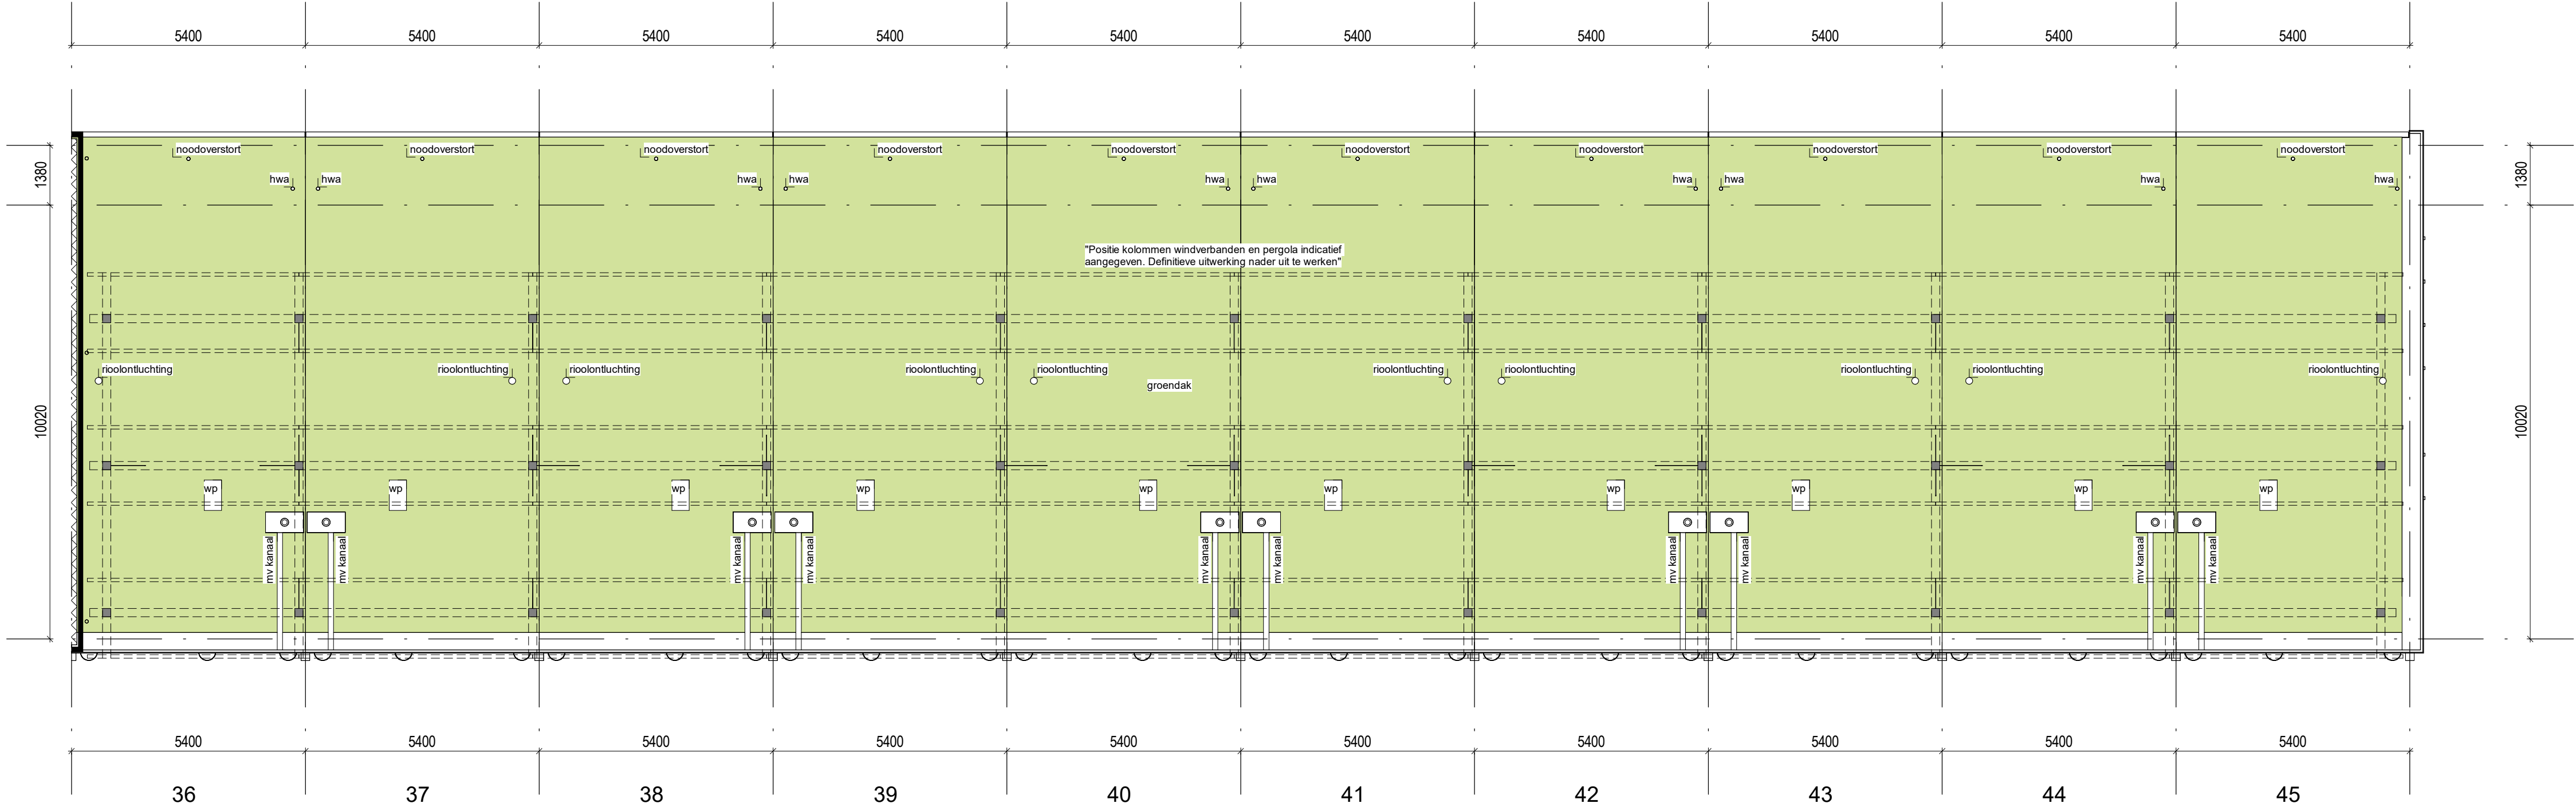 5400 5400 5400 5400 5400 5400 5400 5400 5400 5400
noodoverstort noodoverstort noodoverstort noodoverstort noodoverstort noodoverstort noodoverstort noodoverstort noodoverstort noodoverstort
1380 1380
hwa hwa hwa hwa hwa hwa hwa hwa hwa hwa
"Positie kolommen windverbanden en pergola indicatief
aangegeven. Definitieve uitwerking nader uit te werken"
rioolontluchting rioolontluchting rioolontluchting rioolontluchting rioolontluchting rioolontluchting rioolontluchting rioolontluchting rioolontluchting rioolontluchting
groendak
10020 10020
wp wp wp wp wp wp wp wp wp wp
mv kanaal mv kanaal mv kanaal mv kanaal mv kanaal mv kanaal mv kanaal mv kanaal mv kanaal mv kanaal
5400 5400 5400 5400 5400 5400 5400 5400 5400 5400
36 37 38 39 40 41 42 43 44 45